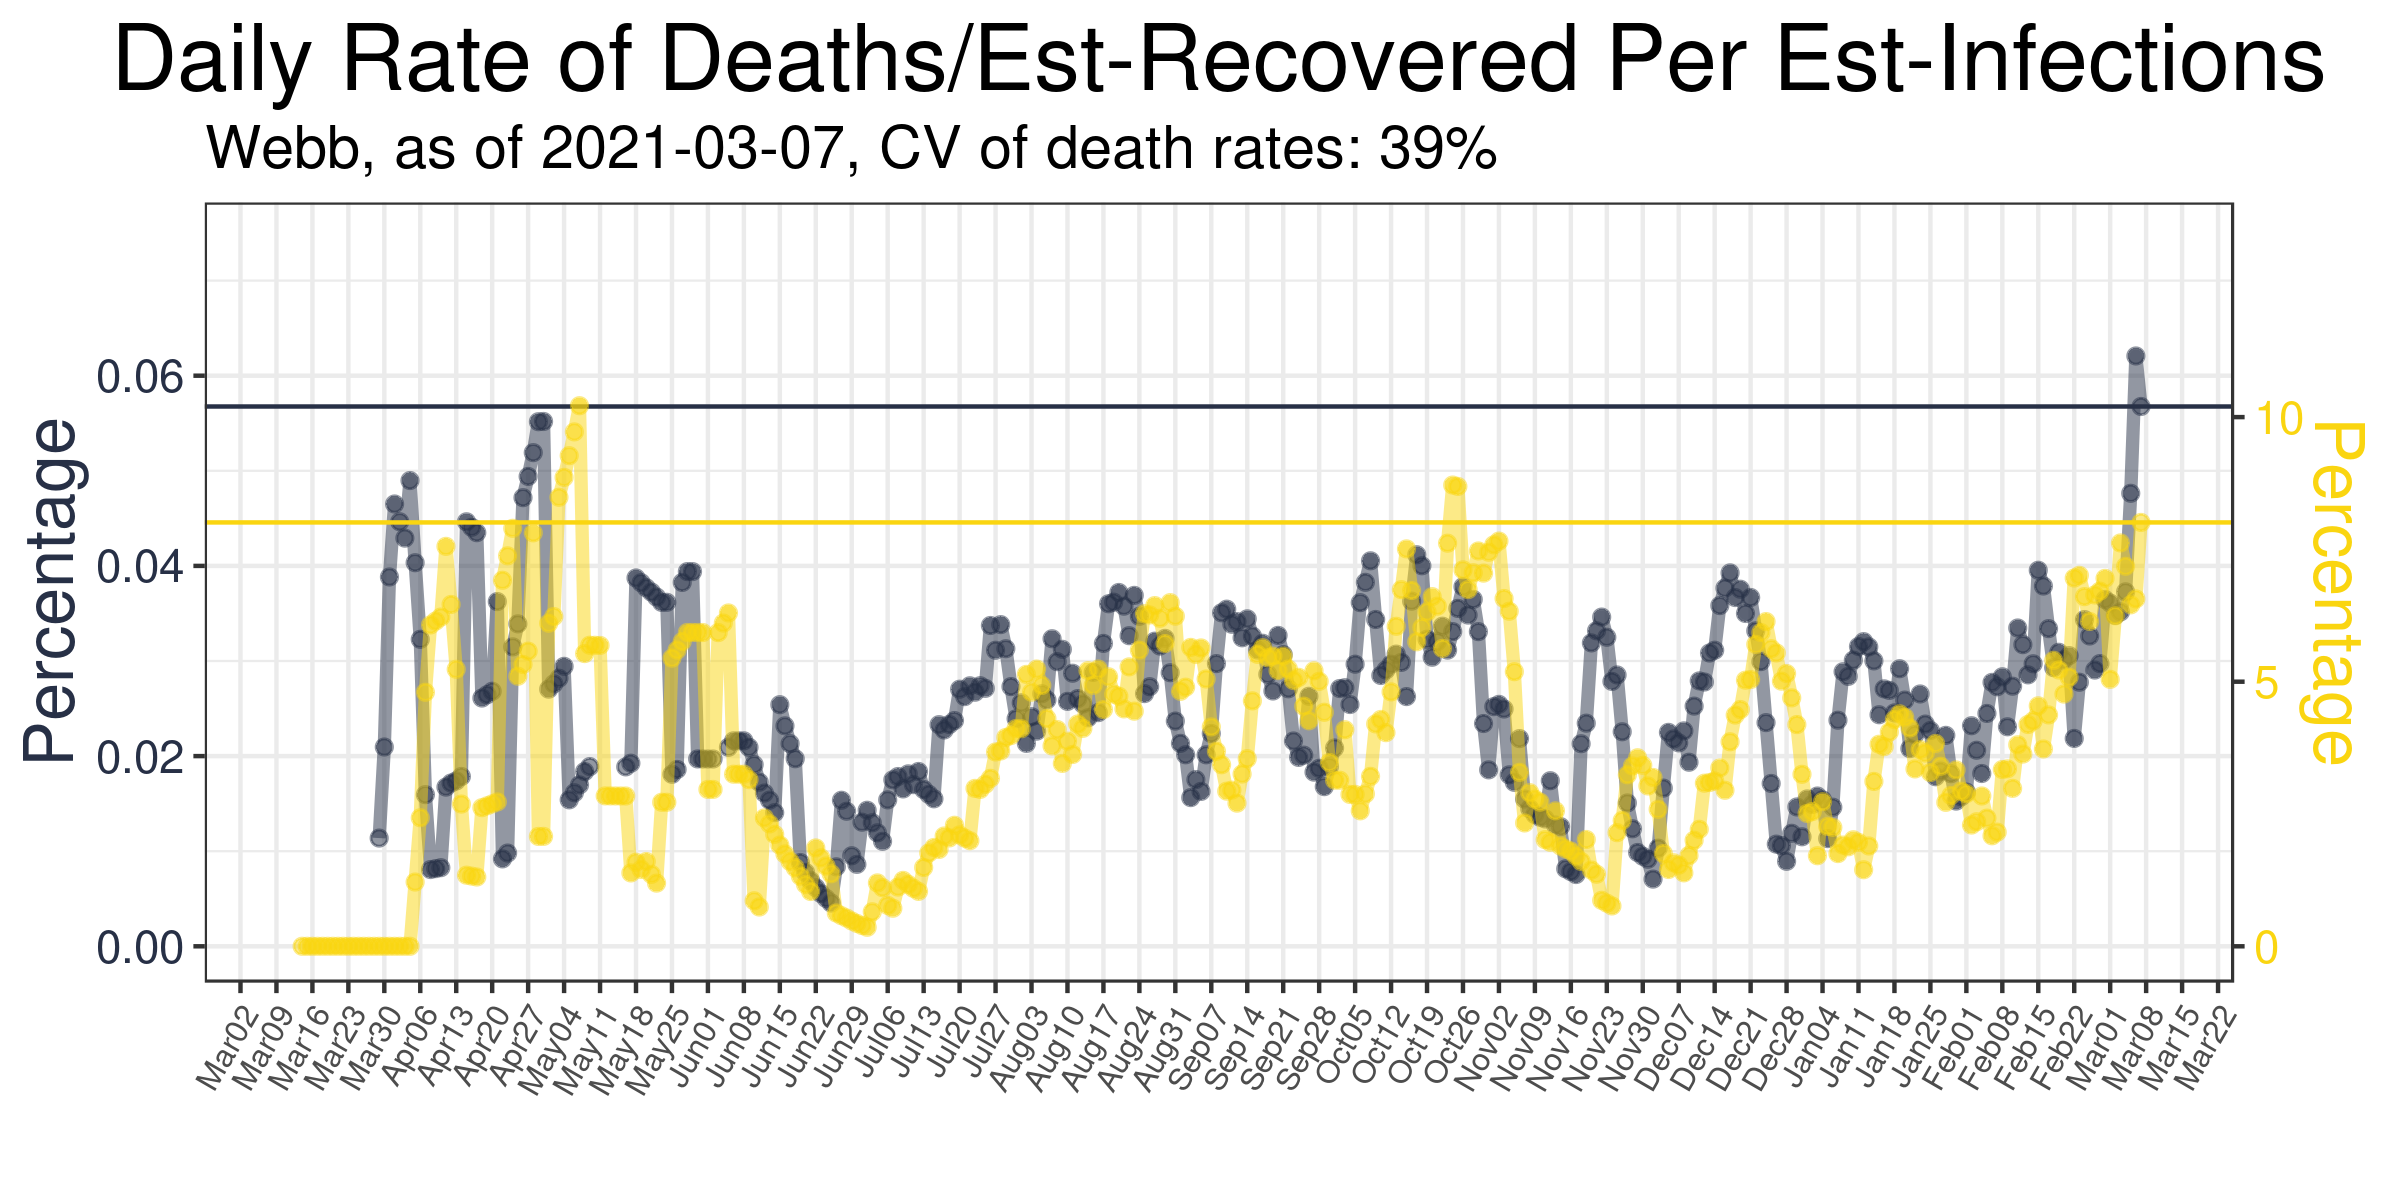 Daily Rate of Deaths/Est-Recovered Per Est-Infections
Webb, as of 2021-03-07, CV of death rates: 39%
Percentage
0.06
0.04
0.02
0.00
10
5
0
Percentage
Mar02
Mar09
Mar16
Mar23
Mar30
Apr06
Apr13
Apr20
Apr27
May04
May11
May18
May25
Jun01
Jun08
Jun15
Jun22
Jun29
Jul06
Jul13
Jul20
Jul27
Aug03
Aug10
Aug17
Aug24
Aug31
Sep07
Sep14
Sep21
Sep28
Oct05
Oct12
Oct19
Oct26
Nov02
Nov09
Nov16
Nov23
Nov30
Dec07
Dec14
Dec21
Dec28
Jan04
Jan11
Jan18
Jan25
Feb01
Feb08
Feb15
Feb22
Mar01
Mar08
Mar15
Mar22